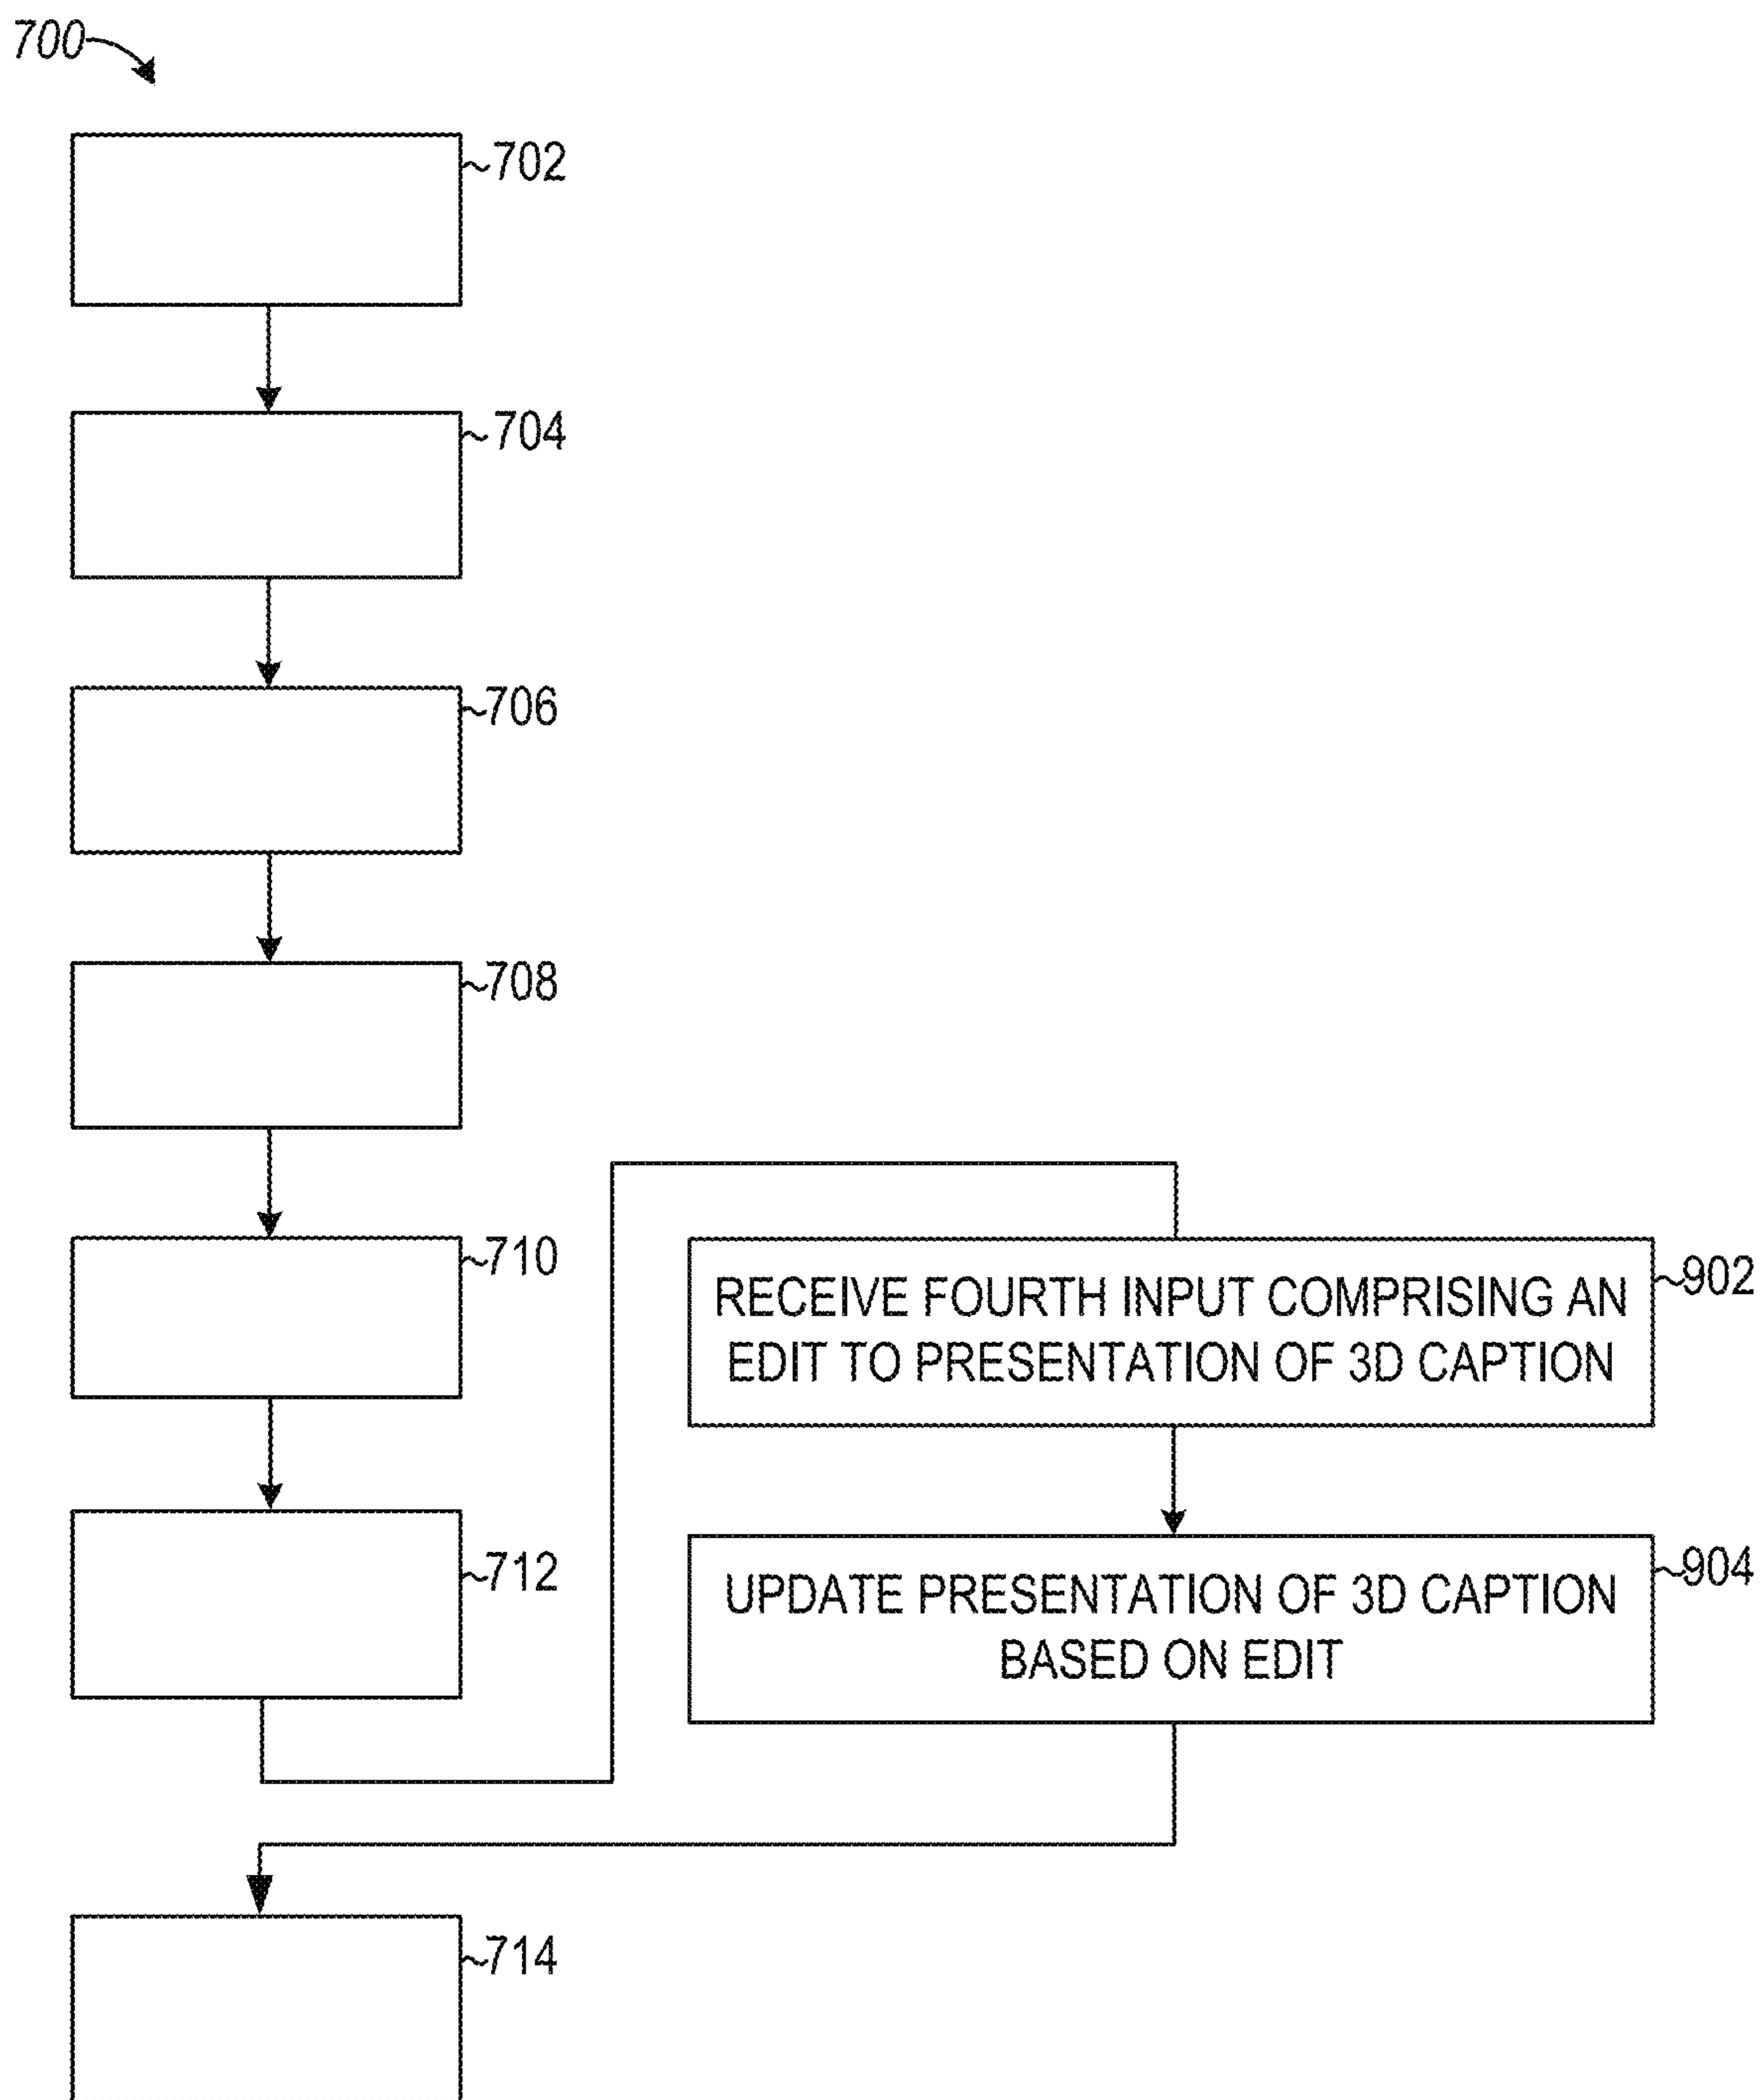 700
702
704
706
708
710
712
RECEIVE FOURTH INPUT COMPRISING AN
EDIT TO PRESENTATION OF 3D CAPTION
902
UPDATE PRESENTATION OF 3D CAPTION
BASED ON EDIT
904
714